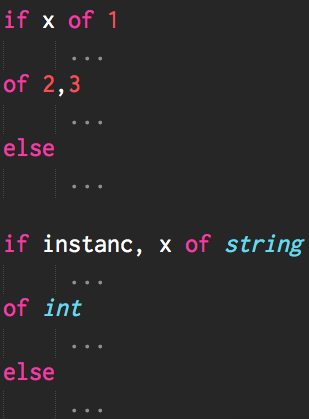 if x of 1
...
of 2,3
...
else
...
if instanc, x of string
...
of int
...
else
...